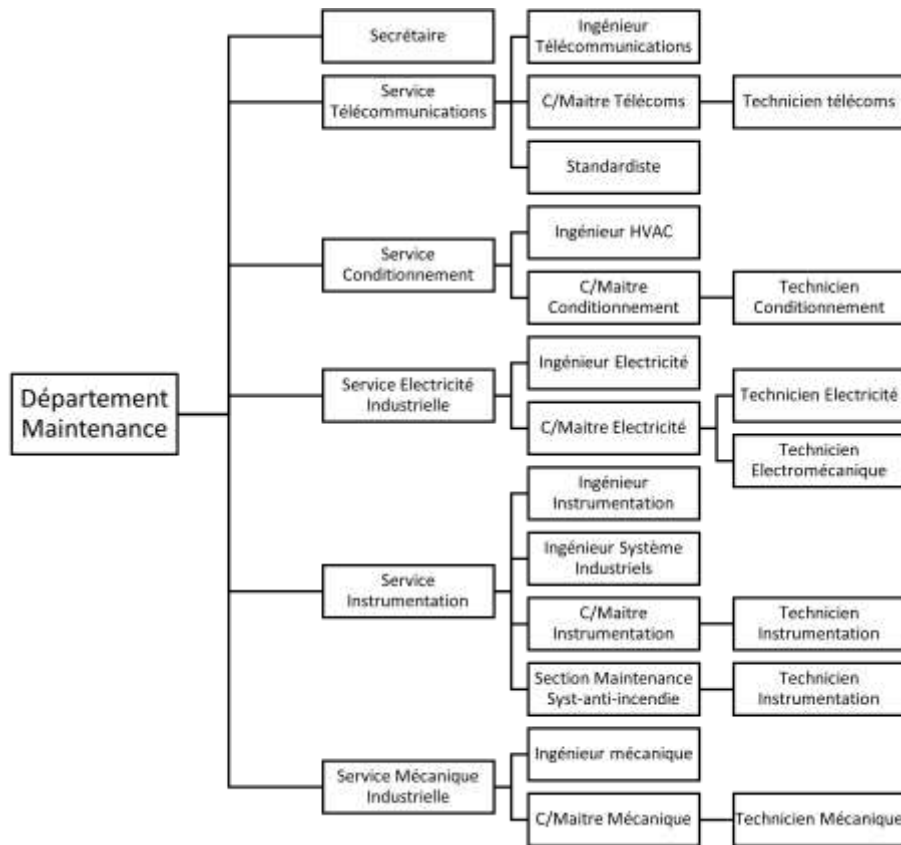 Département
Maintenance
Secrétaire
Service
Télécommunications
Ingénieur
Télécommunications
C/Maitre Télécoms
Technicien télécoms
Standardiste
Service
Conditionnement
Ingénieur HVAC
C/Maitre
Conditionnement
Technicien
Conditionnement
Service Electricité
Industrielle
Ingénieur Electricité
C/Maitre Electricité
Technicien Electricité
Technicien
Electromécanique
Service
Instrumentation
Ingénieur
Instrumentation
Ingénieur Système
Industriels
C/Maitre
Instrumentation
Technicien
Instrumentation
Section Maintenance
Syst-anti-incendie
Technicien
Instrumentation
Service Mécanique
Industrielle
Ingénieur mécanique
C/Maitre Mécanique
Technicien Mécanique